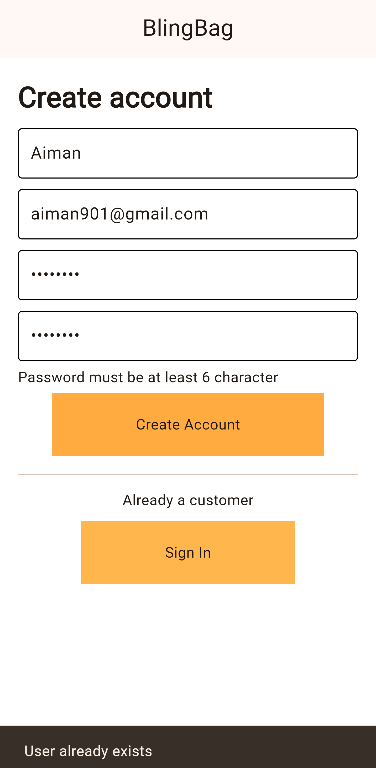 BlingBag
Create account
Aiman
aiman901@gmail.com
••••••••
••••••••
Password must be at least 6 character
Create Account
Already a customer
Sign In
User already exists